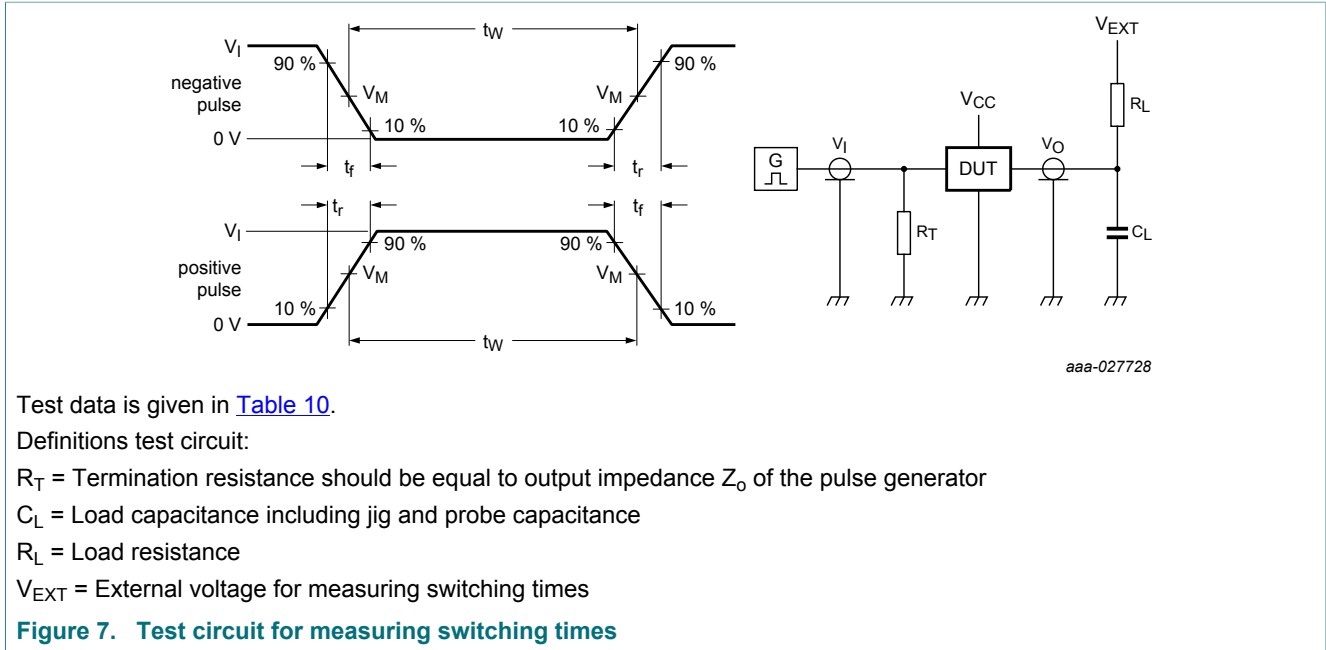 V_I
90 %
t_W
90 %
negative
pulse
V_M
V_M
0 V
10 %
10 %
t_f
t_r
t_r
t_f
V_I
90 %
90 %
positive
pulse
V_M
V_M
10 %
10 %
0 V
t_W
V_EXT
R_L
V_CC
G
V_I
DUT
V_O
R_T
C_L
aaa-027728
Test data is given in Table 10.
Definitions test circuit:
R_T = Termination resistance should be equal to output impedance Z_o of the pulse generator
C_L = Load capacitance including jig and probe capacitance
R_L = Load resistance
V_EXT = External voltage for measuring switching times
Figure 7. Test circuit for measuring switching times